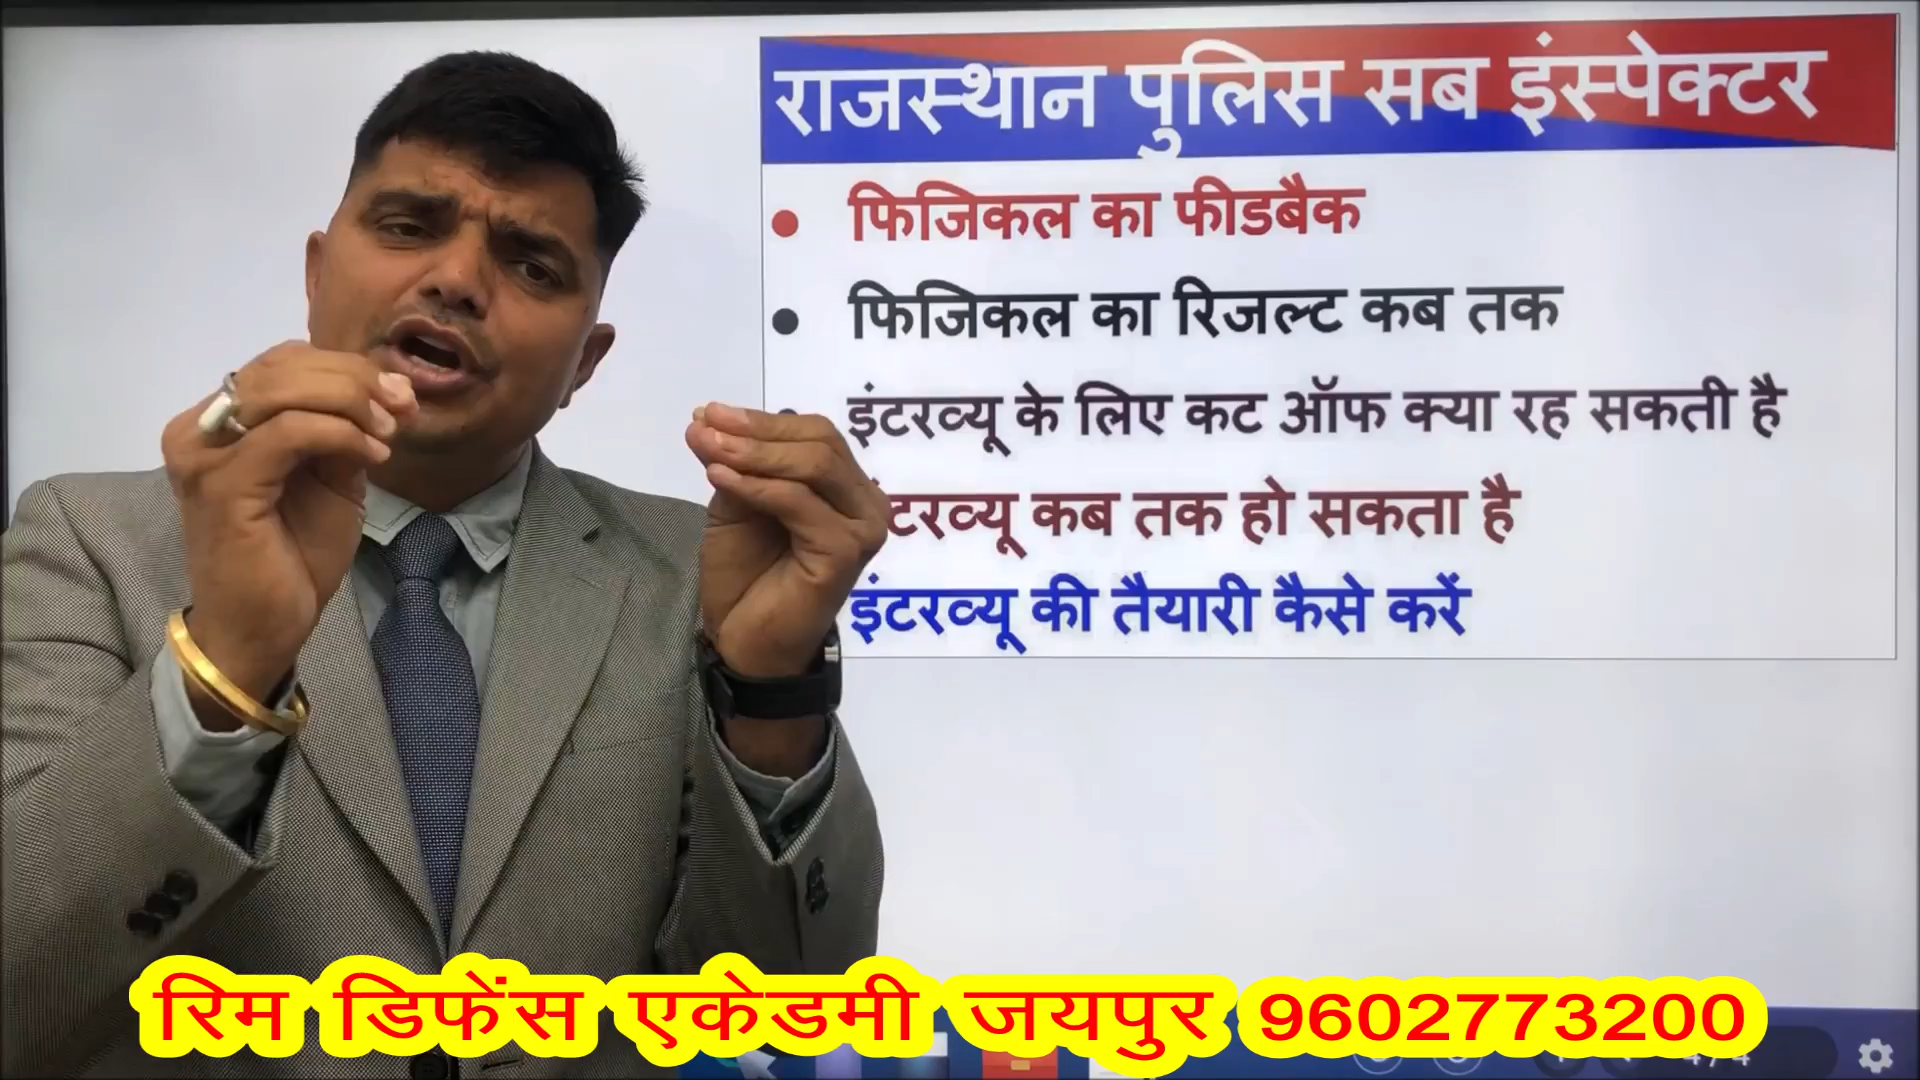 राजस्थान पुलिस सब इंस्पेक्टर
• फिजिकल का फीडबैक
• फिजिकल का रिजल्ट कब तक
इंटरव्यू के लिए कट ऑफ क्या रह सकती है
कब तक हो सकता है
इंटरव्यू की तैयारी कैसे करें
रिम डिफेंस एकेडमी जयपुर 9602773200